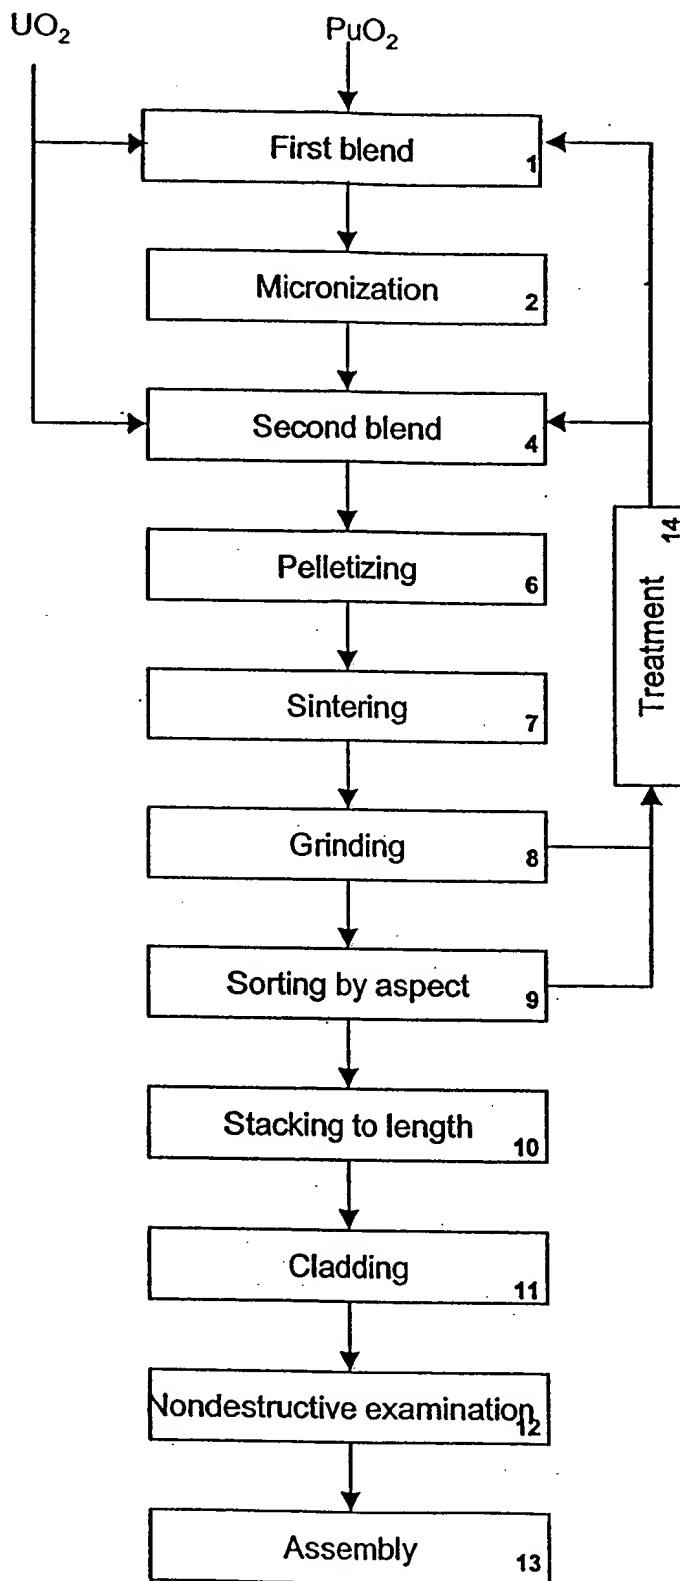 UO₂
PuO₂
First blend
1
Micronization
2
Second blend
4
Pelletizing
6
Treatment
14
Sintering
7
Grinding
8
Sorting by aspect
9
Stacking to length
10
Cladding
11
Nondestructive examination
12
Assembly
13